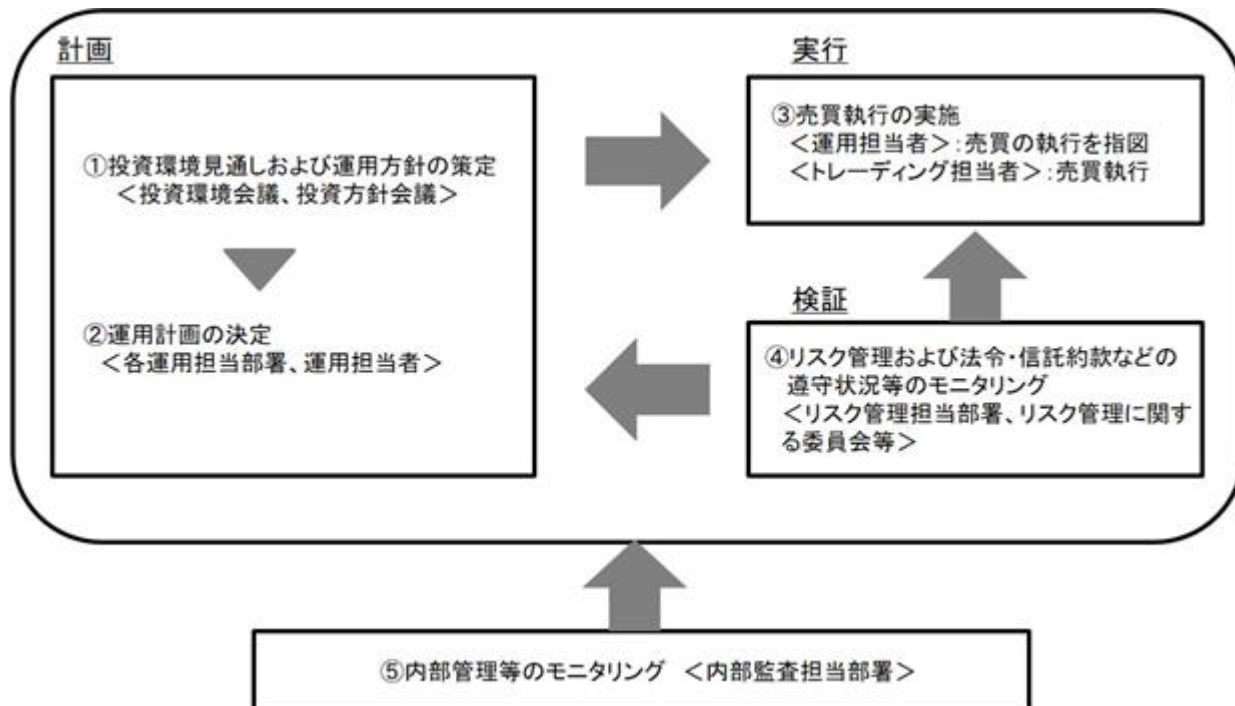 計画
①投資環境見通しおよび運用方針の策定
＜投資環境会議、投資方針会議＞
②運用計画の決定
＜各運用担当部署、運用担当者＞
実行
③売買執行の実施
＜運用担当者＞：売買の執行を指図
＜トレーディング担当者＞：売買執行
検証
④リスク管理および法令・信託約款などの
遵守状況等のモニタリング
＜リスク管理担当部署、リスク管理に関す
る委員会等＞
⑤内部管理等のモニタリング　＜内部監査担当部署＞